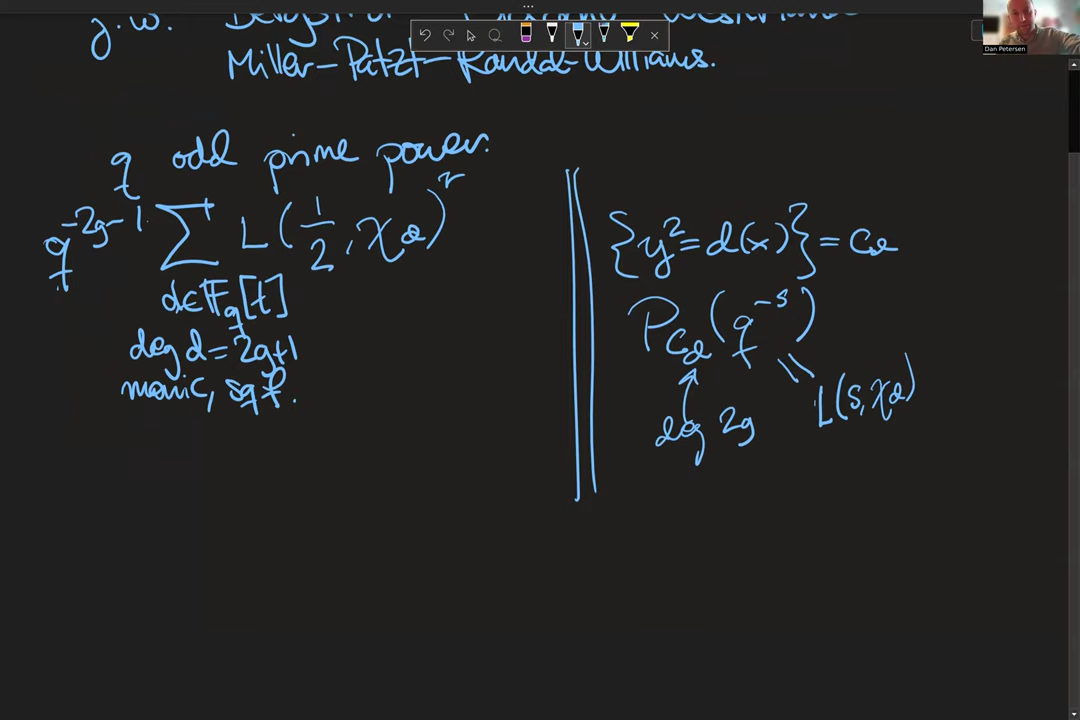 j.w.
Miller–Patzt–Randal-Williams.
q odd prime power.
q^{-2g-1} ∑ L(1/2, χ_d)^r
d∈𝔽_q[t]
deg d = 2g+1
monic, sqf.
{y² = d(x)} = C_d
P_{C_d}(q^{-s})
\\ L(s, χ_d)
deg 2g
Dan Petersen